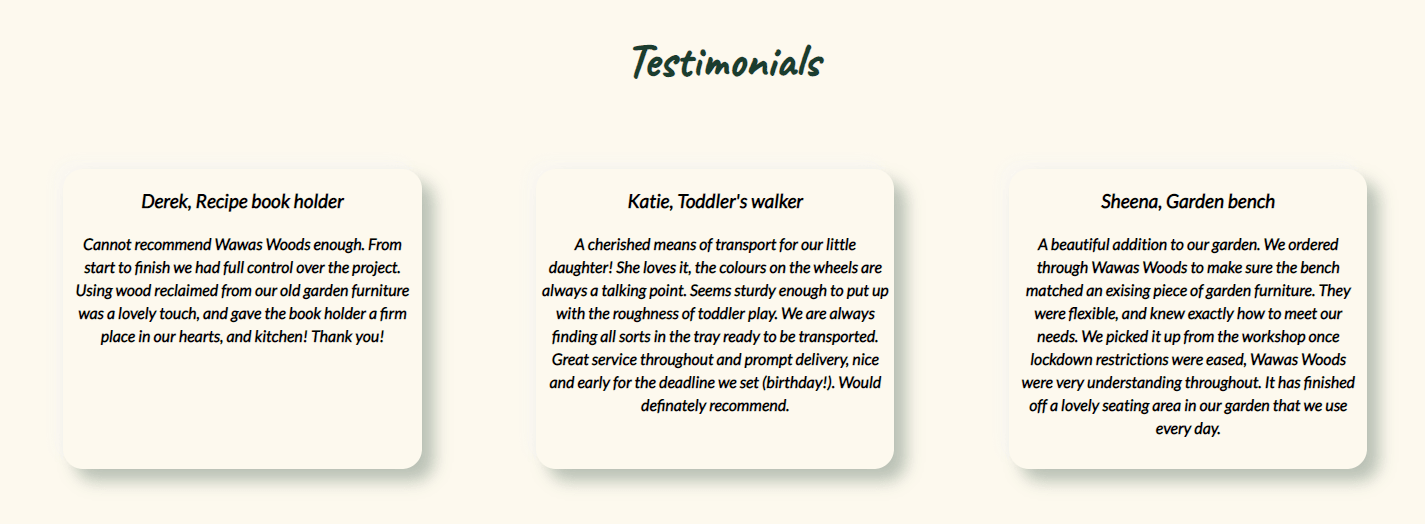 Testimonials
Derek, Recipe book holder
Cannot recommend Wawas Woods enough. From
start to finish we had full control over the project.
Using wood reclaimed from our old garden furniture
was a lovely touch, and gave the book holder a firm
place in our hearts, and kitchen! Thank you!
Katie, Toddler's walker
A cherished means of transport for our little
daughter! She loves it, the colours on the wheels are
always a talking point. Seems sturdy enough to put up
with the roughness of toddler play. We are always
finding all sorts in the tray ready to be transported.
Great service throughout and prompt delivery, nice
and early for the deadline we set (birthday!). Would
definately recommend.
Sheena, Garden bench
A beautiful addition to our garden. We ordered
through Wawas Woods to make sure the bench
matched an exising piece of garden furniture. They
were flexible, and knew exactly how to meet our
needs. We picked it up from the workshop once
lockdown restrictions were eased, Wawas Woods
were very understanding throughout. It has finished
off a lovely seating area in our garden that we use
every day.